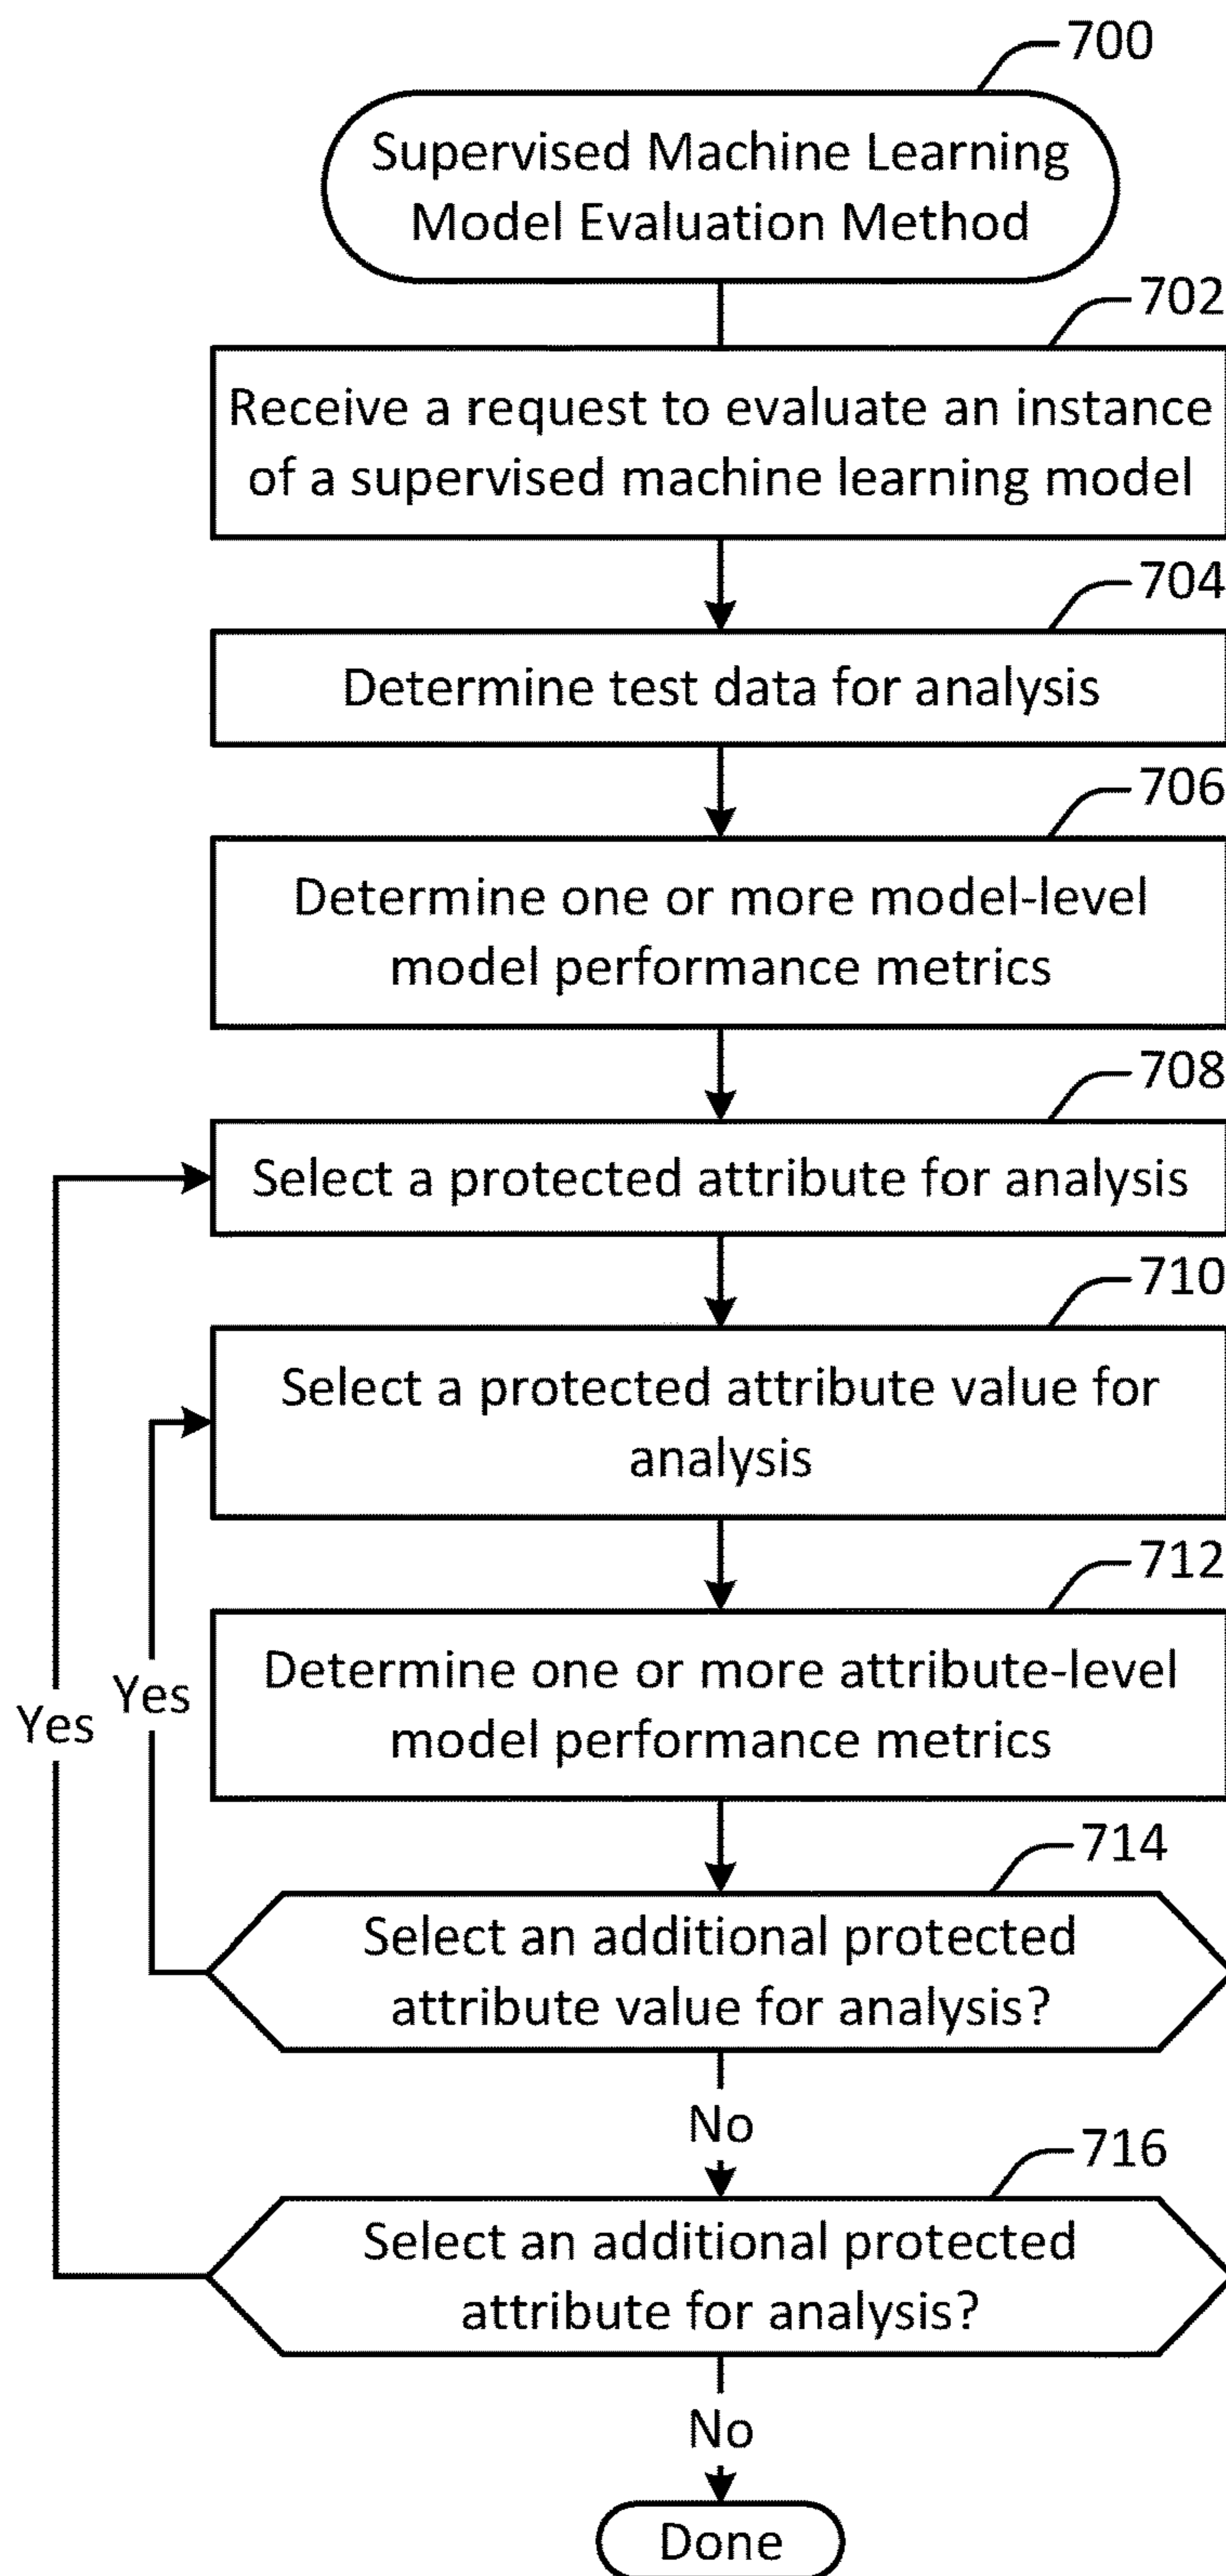 700
Supervised Machine Learning
Model Evaluation Method
702
Receive a request to evaluate an instance
of a supervised machine learning model
704
Determine test data for analysis
706
Determine one or more model-level
model performance metrics
708
Select a protected attribute for analysis
710
Select a protected attribute value for
analysis
712
Determine one or more attribute-level
model performance metrics
Yes
Yes
714
Select an additional protected
attribute value for analysis?
No
716
Select an additional protected
attribute for analysis?
No
Done